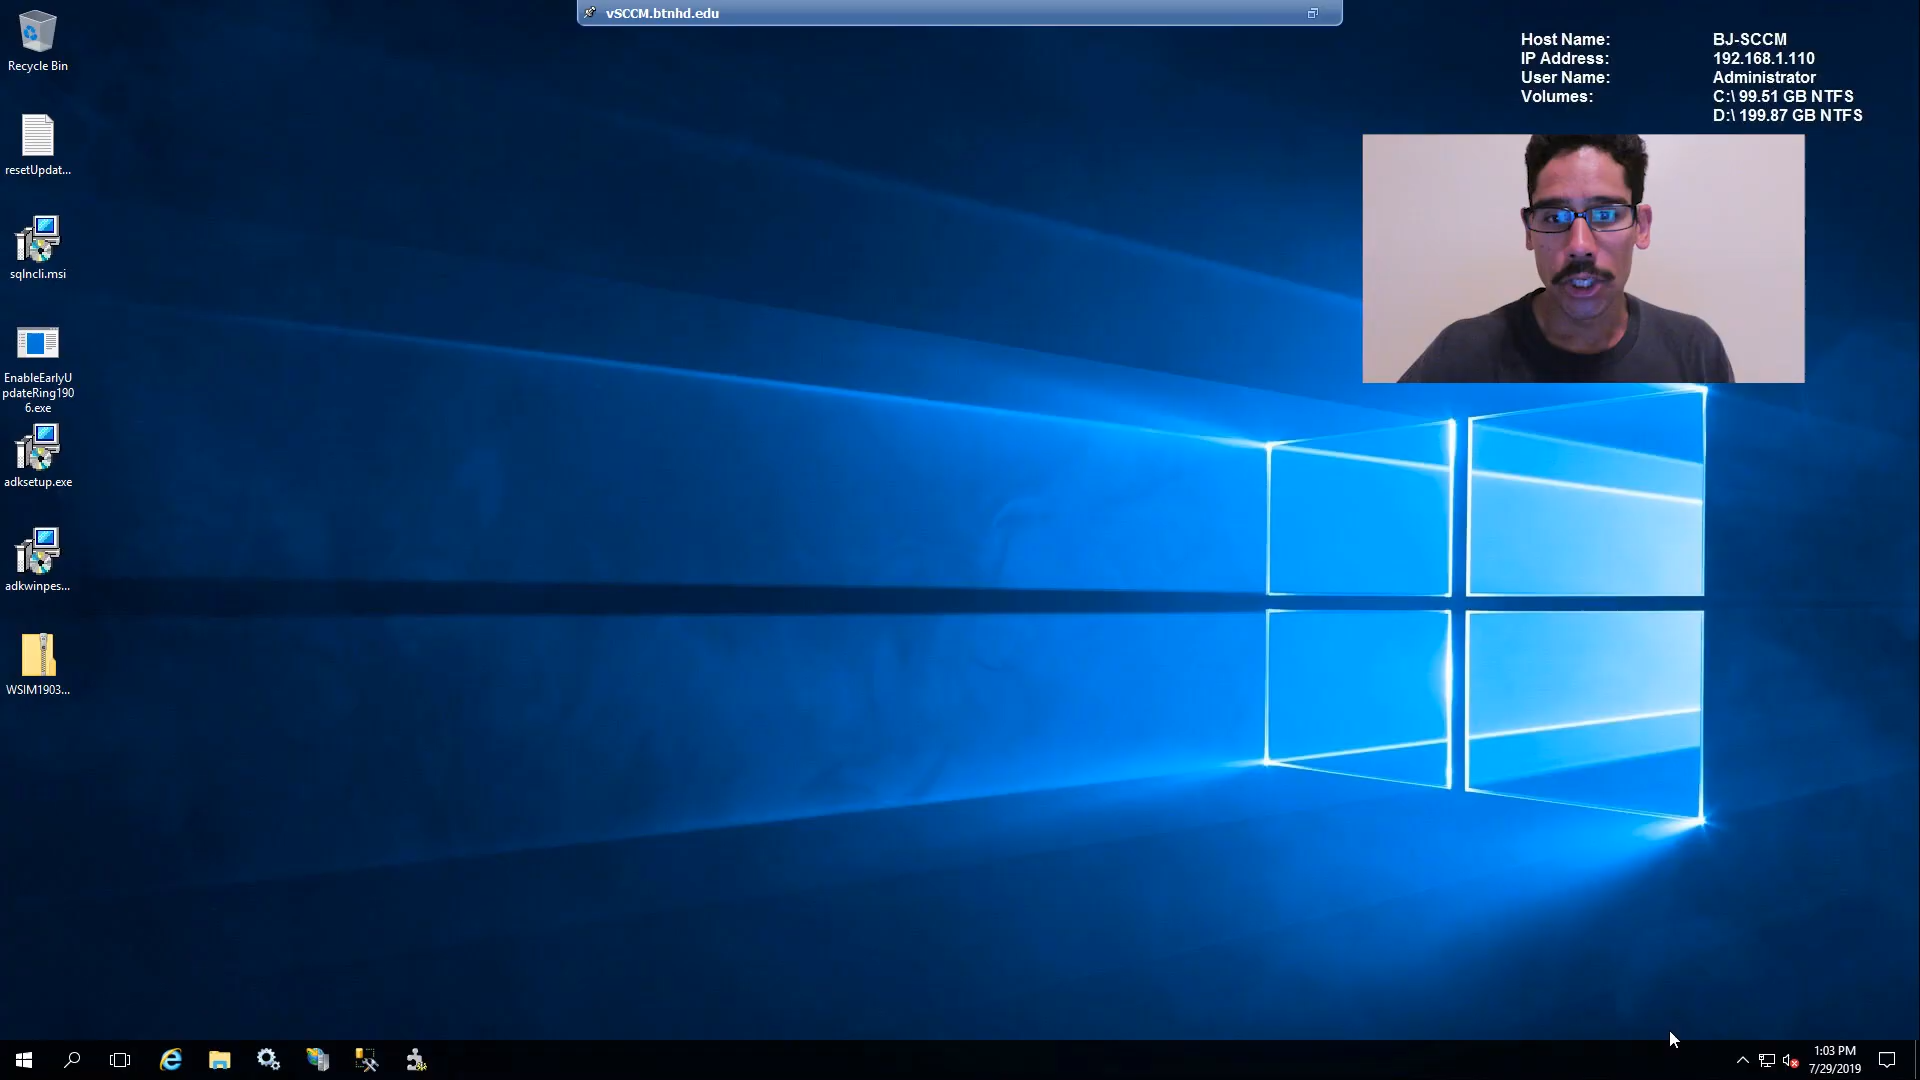 vSCCM.btnhd.edu
Host Name: BJ-SCCM
IP Address: 192.168.1.110
User Name: Administrator
Volumes: C:\ 99.51 GB NTFS
D:\ 199.87 GB NTFS
Recycle Bin
resetUpdat...
sqlncli.msi
EnableEarlyU
pdateRing190
6.exe
adksetup.exe
adkwinpes...
WSIM1903...
1:03 PM
7/29/2019